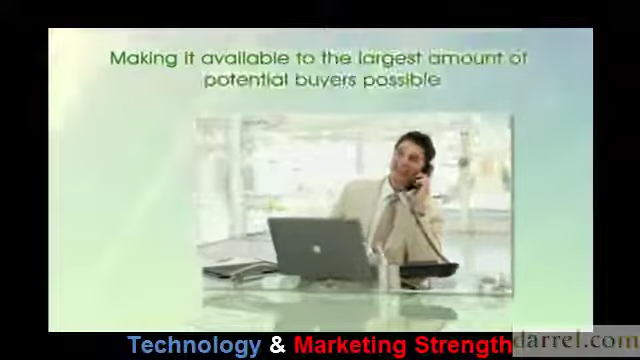 Making it available to the largest amount of
potential buyers possible
Technology & Marketing Strength
darrel.com